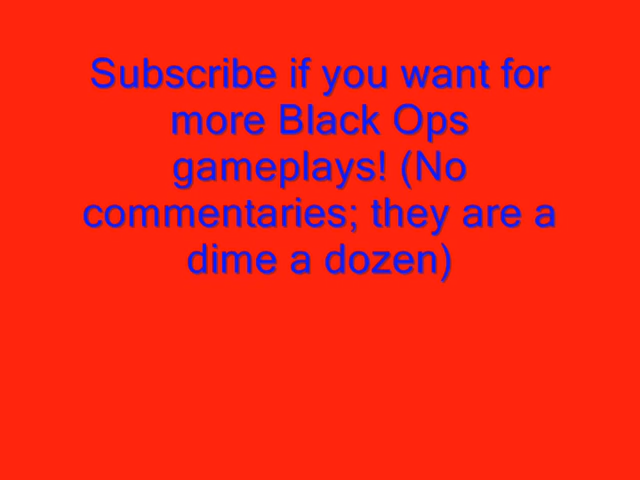 Subscribe if you want for
more Black Ops
gameplays! (No
commentaries; they are a
dime a dozen)